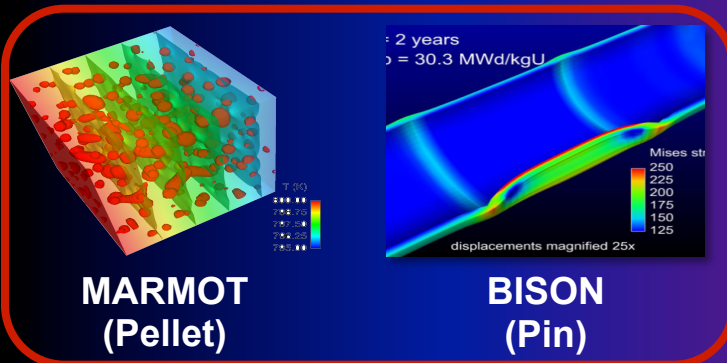 T (K)
= 2 years
= 30.3 MWd/kgU
Mises str
250
225
200
175
150
125
displacements magnified 25x
MARMOT
(Pellet)
BISON
(Pin)